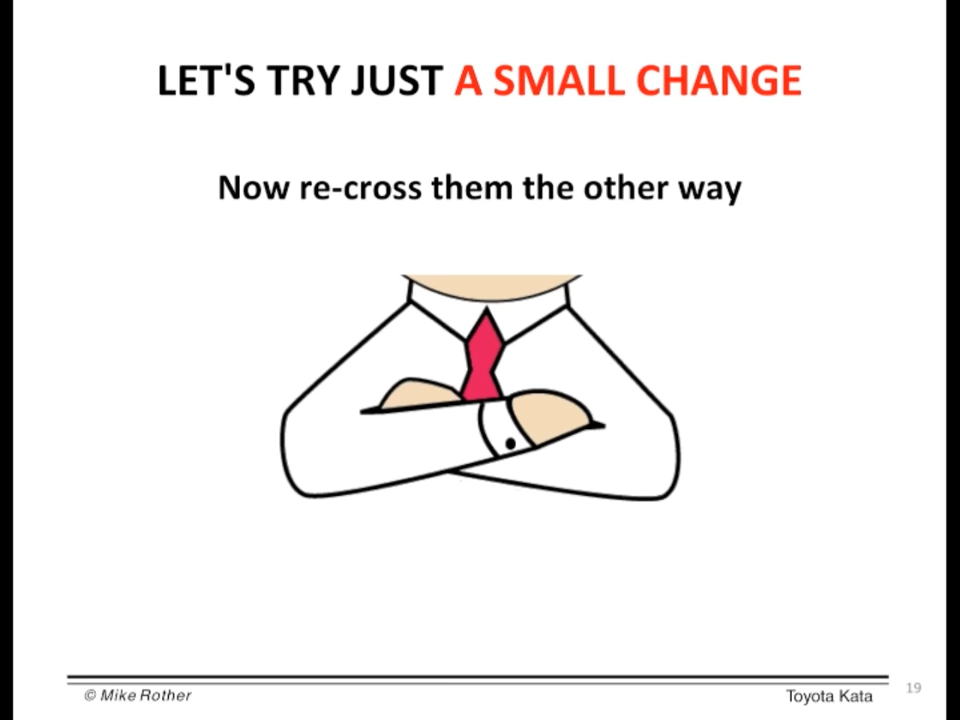 LET'S TRY JUST A SMALL CHANGE
Now re-cross them the other way
© Mike Rother
Toyota Kata
19